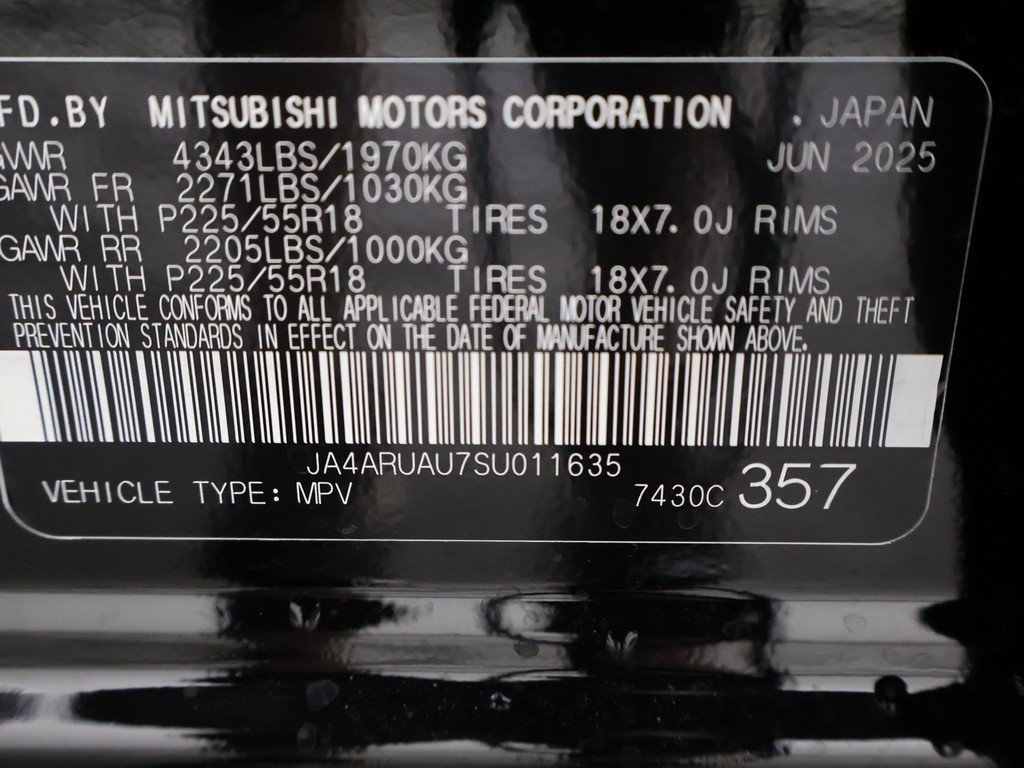 FD.BY MITSUBISHI MOTORS CORPORATION . JAPAN
GVWR 4343LBS/1970KG JUN 2025
GAWR FR 2271LBS/1030KG
WITH P225/55R18 TIRES 18X7.0J RIMS
GAWR RR 2205LBS/1000KG
WITH P225/55R18 TIRES 18X7.0J RIMS
THIS VEHICLE CONFORMS TO ALL APPLICABLE FEDERAL MOTOR VEHICLE SAFETY AND THEFT
PREVENTION STANDARDS IN EFFECT ON THE DATE OF MANUFACTURE SHOWN ABOVE.
JA4ARUAU7SU011635
VEHICLE TYPE: MPV 7430C 357